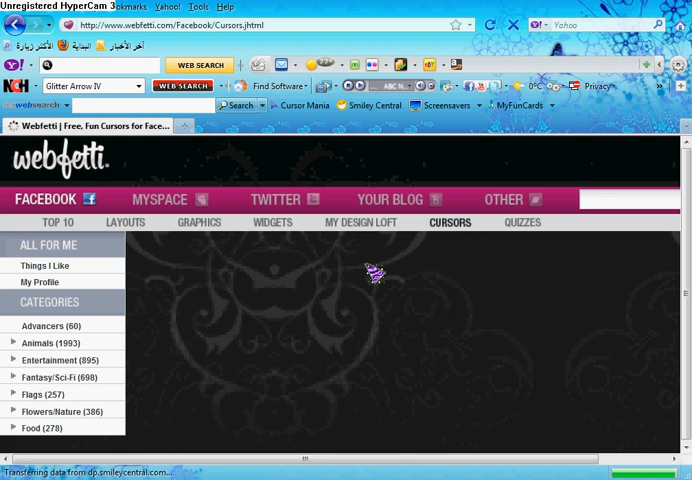 Unregistered HyperCam 3
okmarks Yahoo! Tools Help
http://www.webfetti.com/Facebook/Cursors.jhtml
Yahoo
آخر الأخبار البداية الأكثر زيارة
WEB SEARCH
NCH Glitter Arrow IV WEB SEARCH Find Software ABC N... 0°C Privacy
mywebsearch Search Cursor Mania Smiley Central Screensavers MyFunCards
Webfetti | Free, Fun Cursors for Face...
webfetti.
FACEBOOK MYSPACE TWITTER YOUR BLOG OTHER
TOP 10 LAYOUTS GRAPHICS WIDGETS MY DESIGN LOFT CURSORS QUIZZES
ALL FOR ME
Things I Like
My Profile
CATEGORIES
Advancers (60)
Animals (1993)
Entertainment (895)
Fantasy/Sci-Fi (698)
Flags (257)
Flowers/Nature (386)
Food (278)
Transferring data from dp.smileycentral.com...